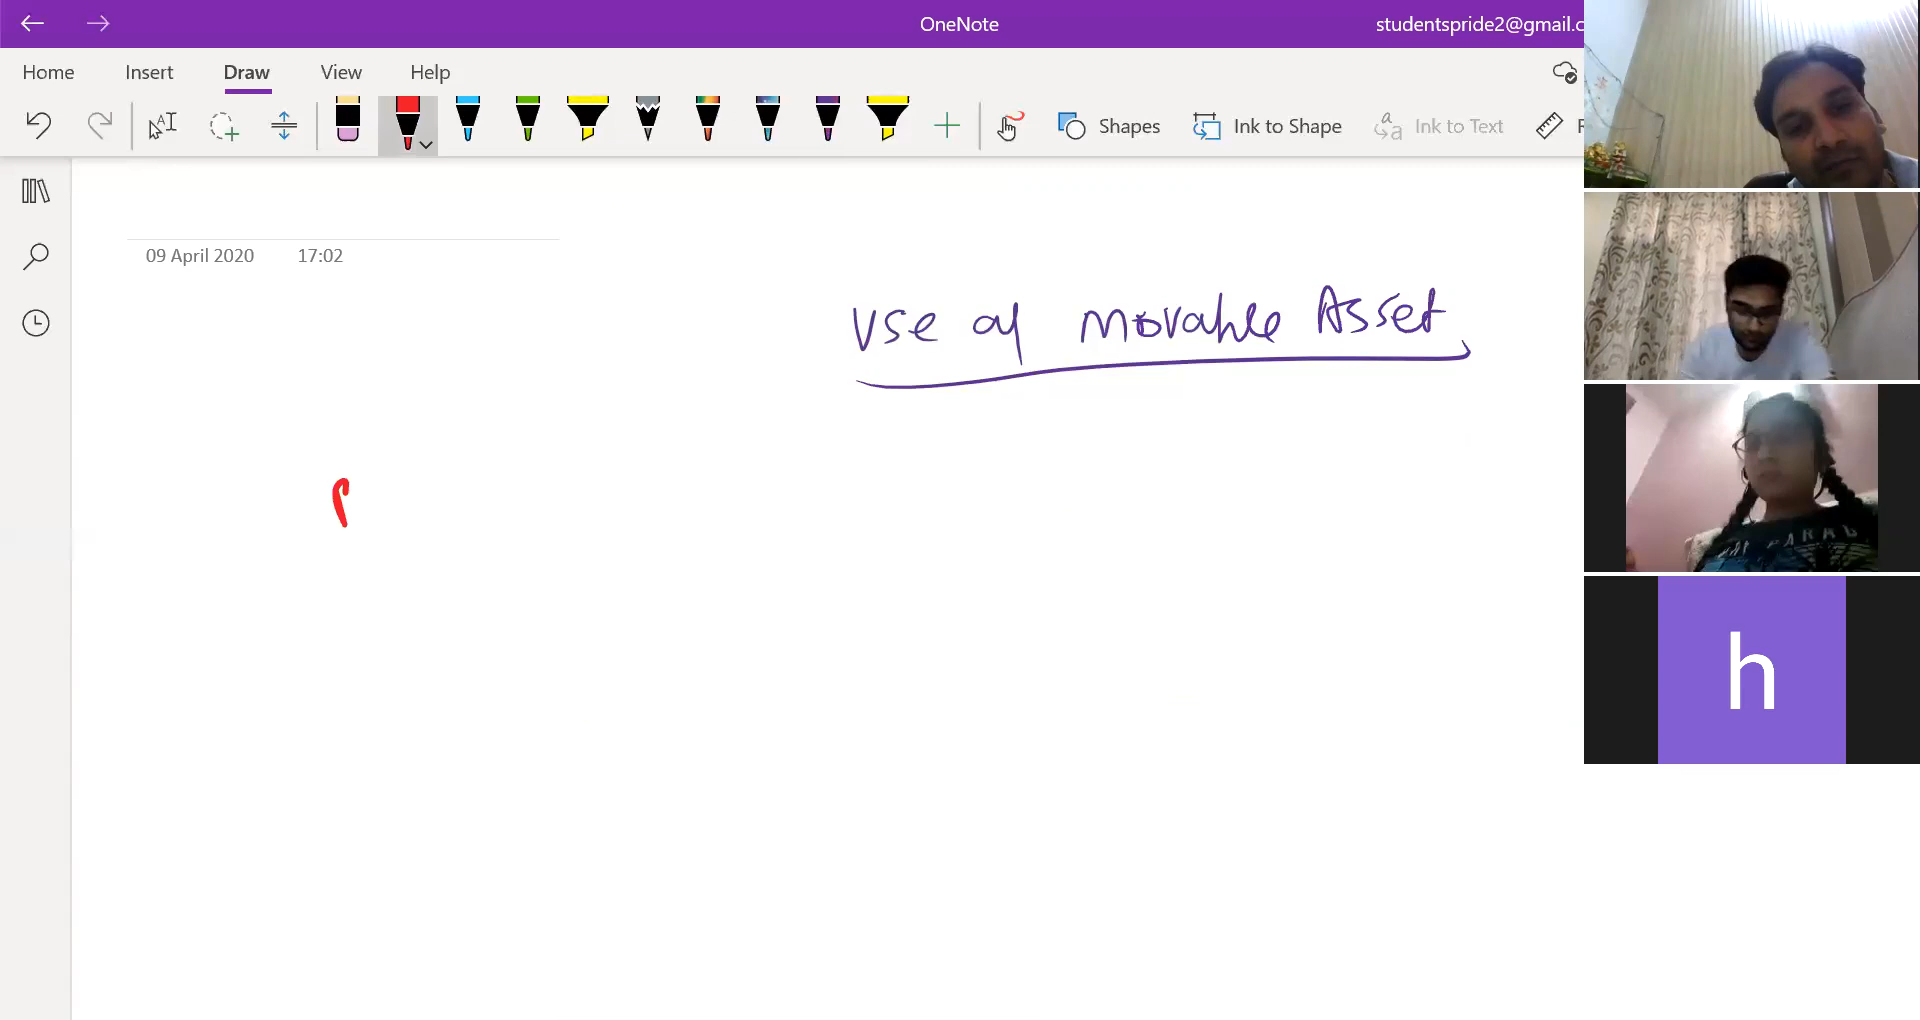 OneNote
studentspride2@gmail.c
Home Insert Draw View Help
Shapes Ink to Shape Ink to Text R
09 April 2020 17:02
Use of movable Asset
PARAD
h